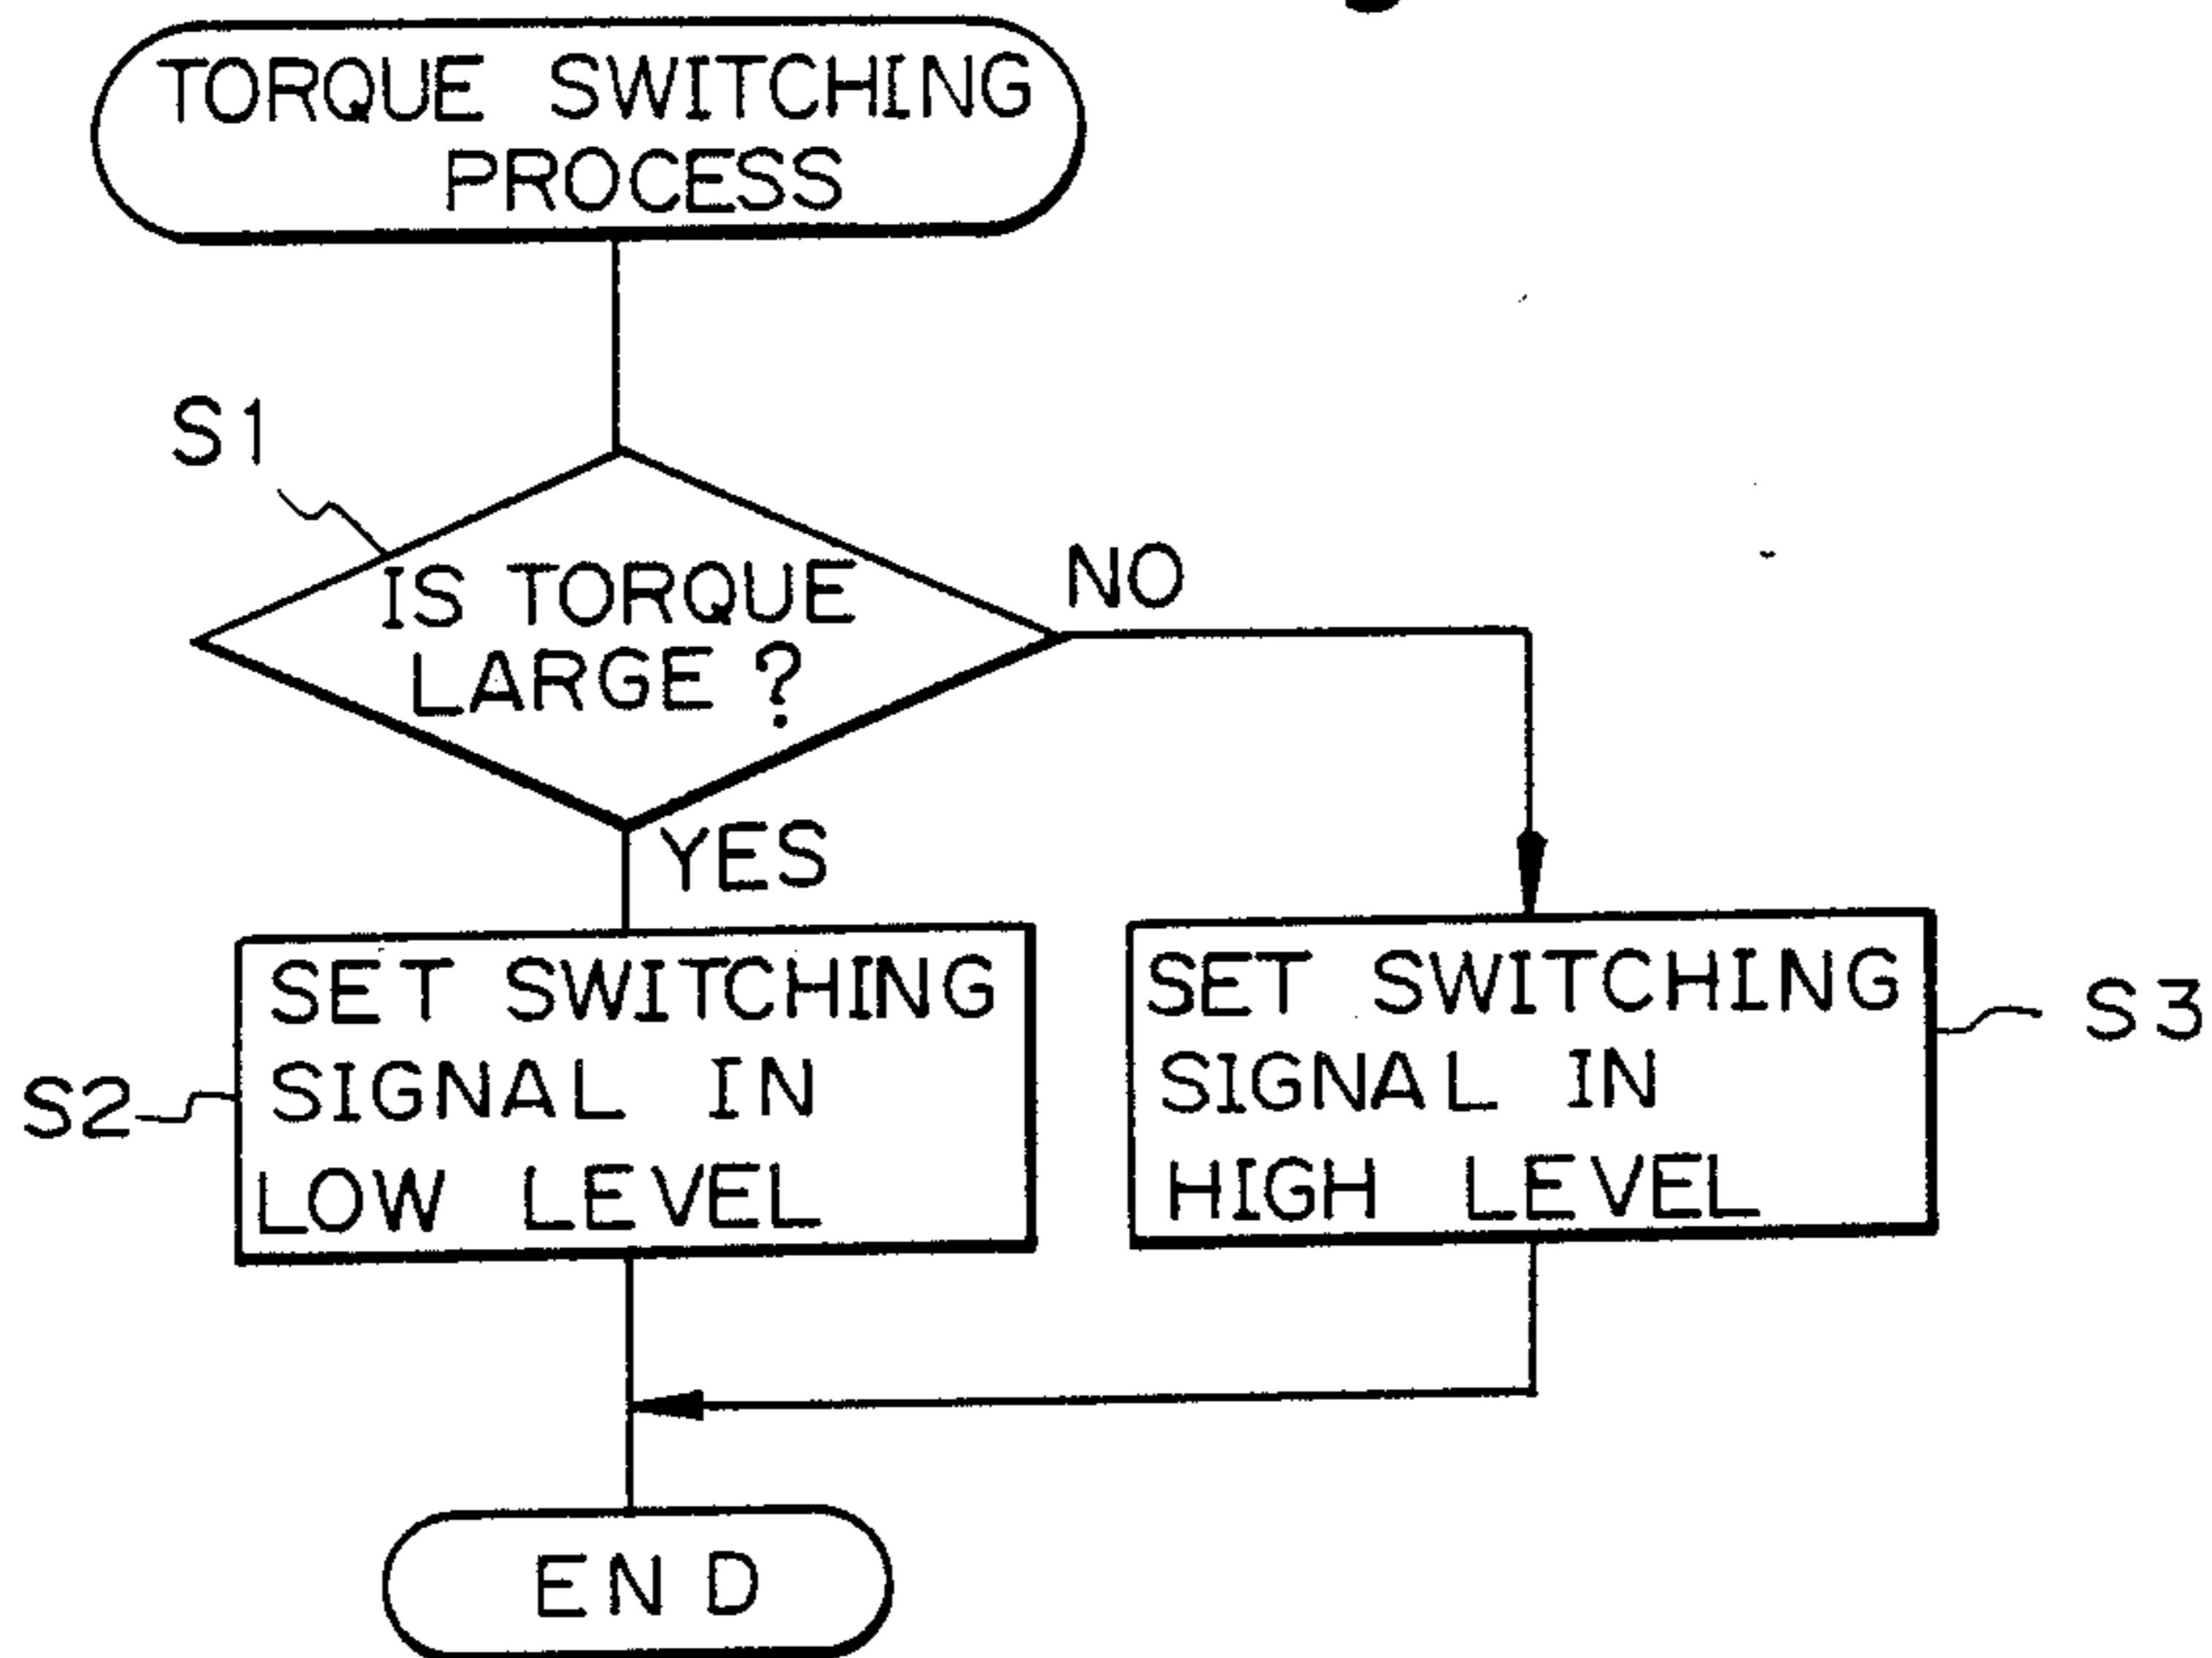 TORQUE SWITCHING
PROCESS
S1
IS TORQUE
LARGE ?
NO
YES
SET SWITCHING
SIGNAL IN
LOW LEVEL
S2
SET SWITCHING
SIGNAL IN
HIGH LEVEL
S3
END